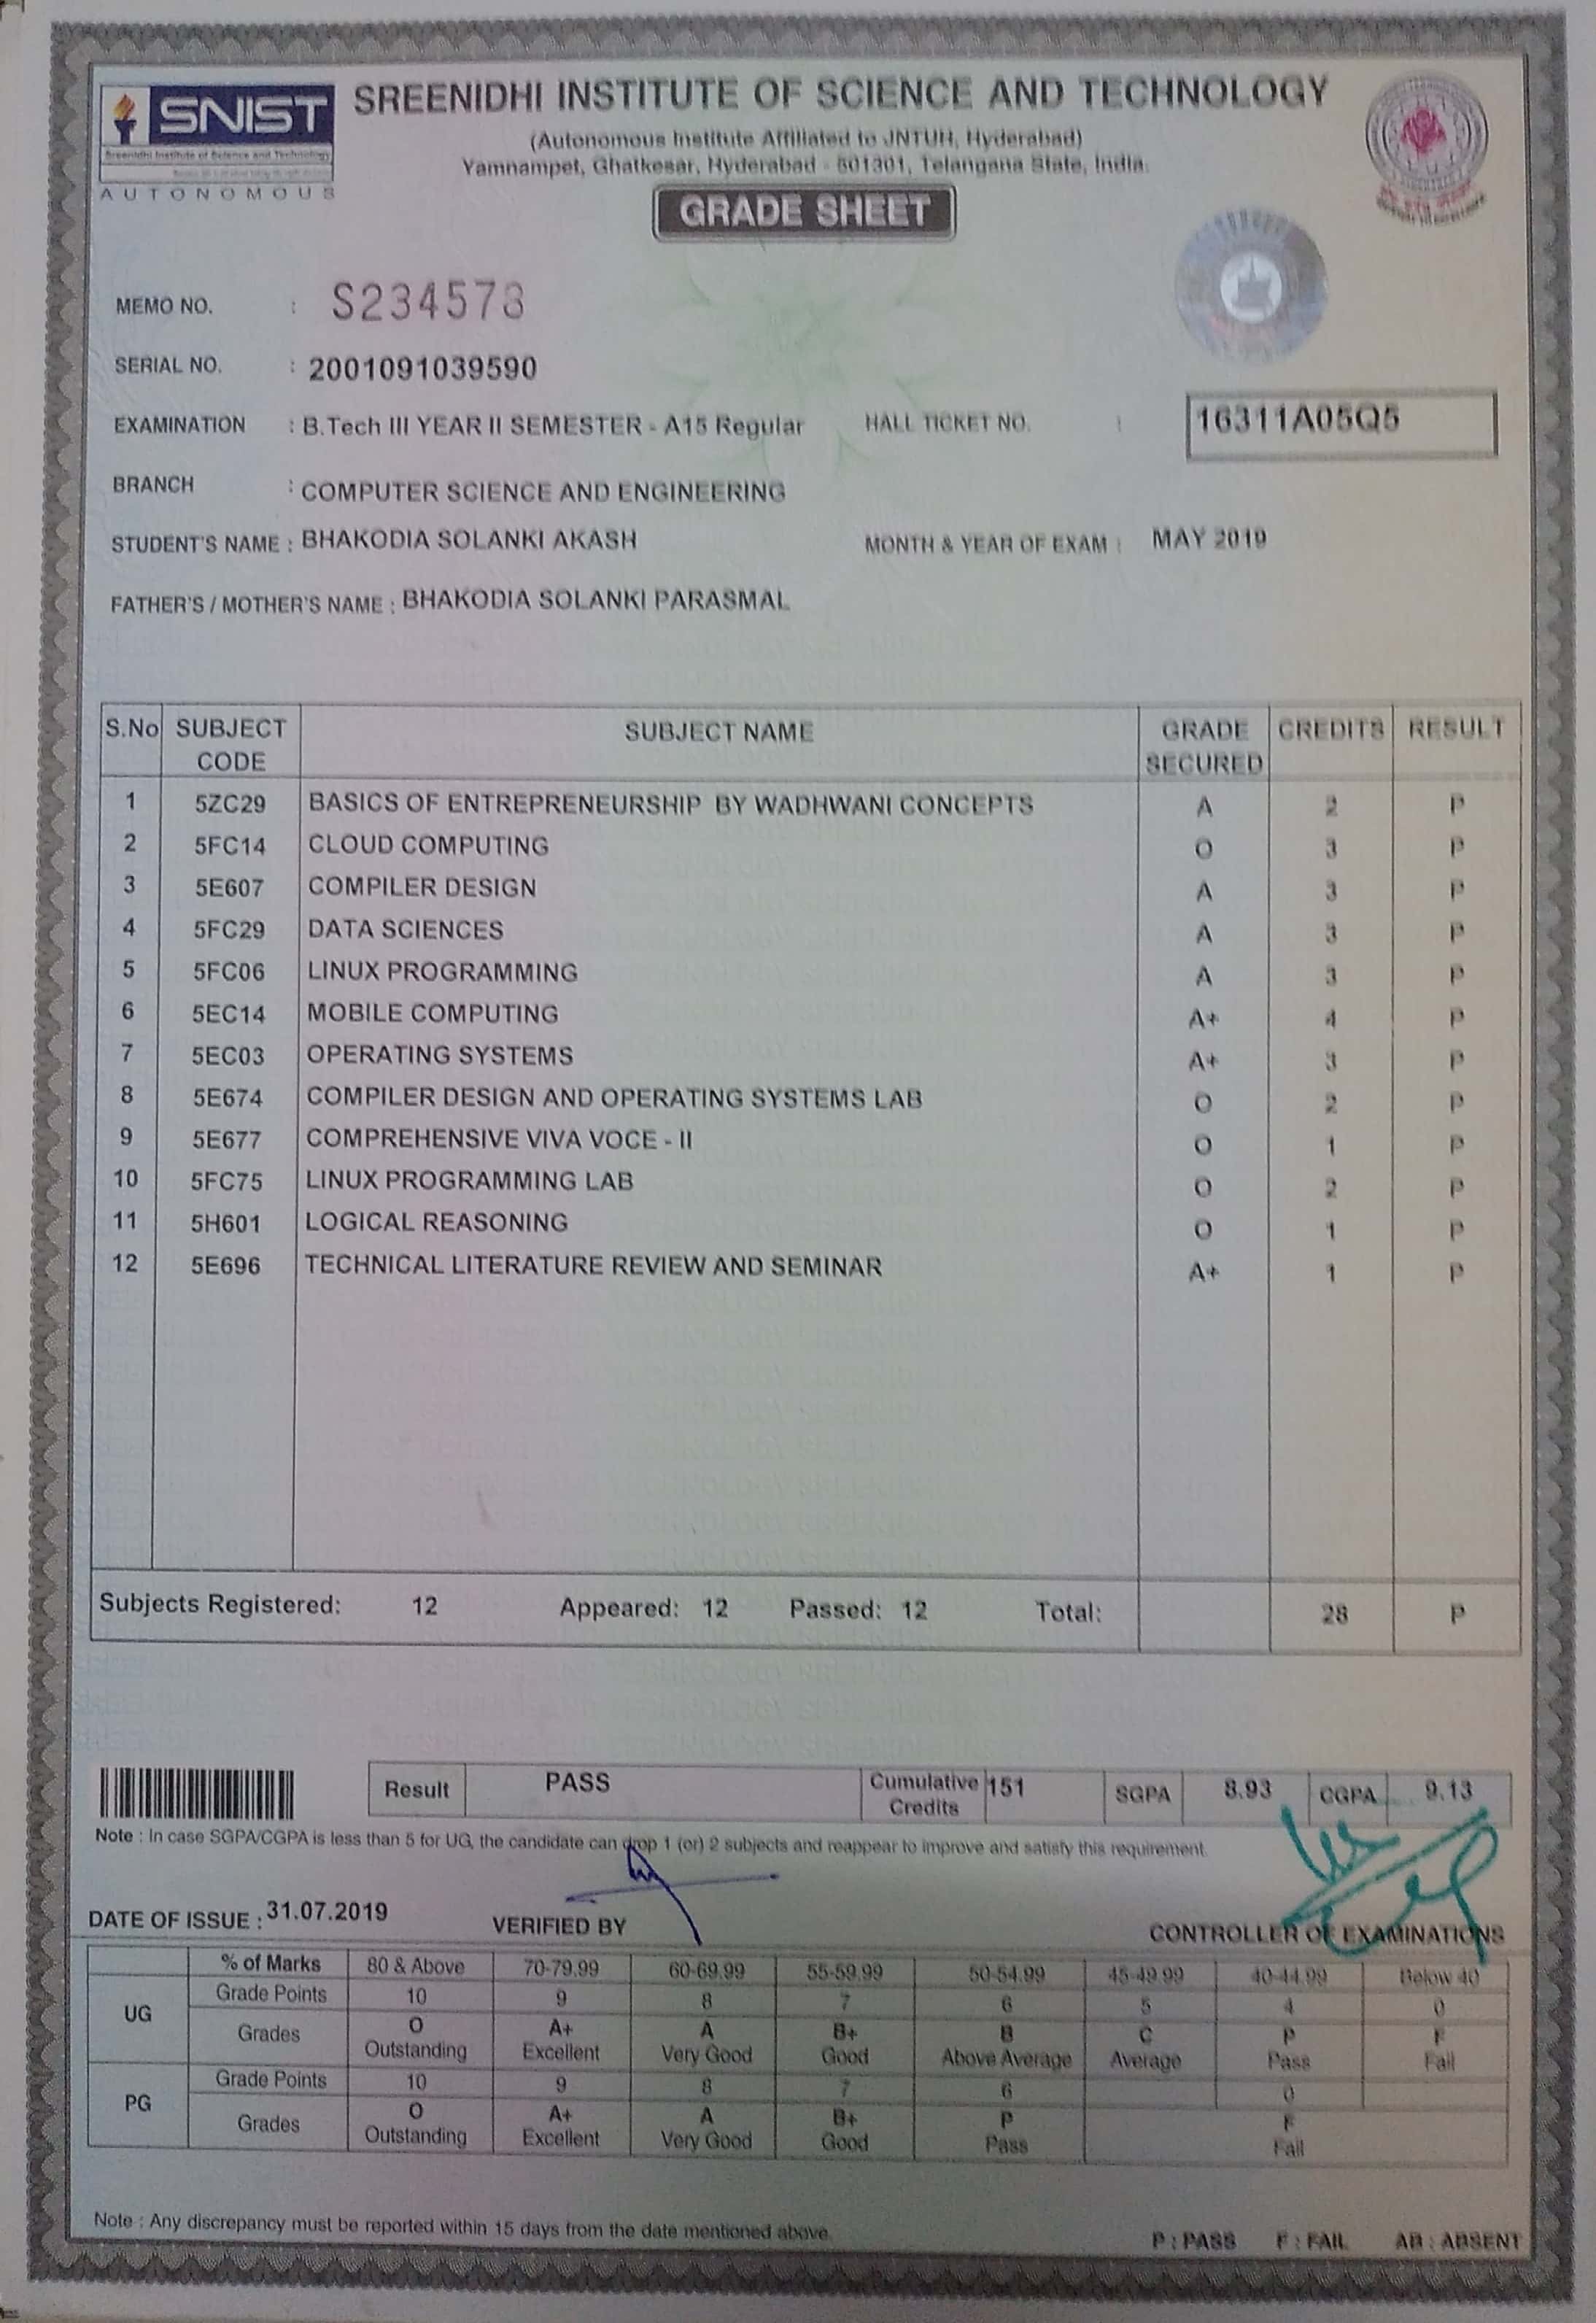 SNIST
Sreenidhi Institute of Science and Technology
AUTONOMOUS
SREENIDHI INSTITUTE OF SCIENCE AND TECHNOLOGY
(Autonomous Institute Affiliated to JNTUH, Hyderabad)
Yamnampet, Ghatkesar, Hyderabad - 501301, Telangana State, India.
GRADE SHEET
MEMO NO. : S234573
SERIAL NO. : 2001091039590
EXAMINATION : B.Tech III YEAR II SEMESTER - A15 Regular HALL TICKET NO. : 16311A05Q5
BRANCH : COMPUTER SCIENCE AND ENGINEERING
STUDENT'S NAME : BHAKODIA SOLANKI AKASH MONTH & YEAR OF EXAM : MAY 2019
FATHER'S / MOTHER'S NAME : BHAKODIA SOLANKI PARASMAL
S.No SUBJECT CODE SUBJECT NAME GRADE SECURED CREDITS RESULT
1 5ZC29 BASICS OF ENTREPRENEURSHIP BY WADHWANI CONCEPTS A 2 P
2 5FC14 CLOUD COMPUTING O 3 P
3 5E607 COMPILER DESIGN A 3 P
4 5FC29 DATA SCIENCES A 3 P
5 5FC06 LINUX PROGRAMMING A 3 P
6 5EC14 MOBILE COMPUTING A+ 4 P
7 5EC03 OPERATING SYSTEMS A+ 3 P
8 5E674 COMPILER DESIGN AND OPERATING SYSTEMS LAB O 2 P
9 5E677 COMPREHENSIVE VIVA VOCE - II O 1 P
10 5FC75 LINUX PROGRAMMING LAB O 2 P
11 5H601 LOGICAL REASONING O 1 P
12 5E696 TECHNICAL LITERATURE REVIEW AND SEMINAR A+ 1 P
Subjects Registered: 12 Appeared: 12 Passed: 12 Total: 28 P
Result PASS Cumulative Credits 151 SGPA 8.93 CGPA 9.13
Note : In case SGPA/CGPA is less than 5 for UG, the candidate can drop 1 (or) 2 subjects and reappear to improve and satisfy this requirement.
DATE OF ISSUE : 31.07.2019 VERIFIED BY CONTROLLER OF EXAMINATIONS
% of Marks 80 & Above 70-79.99 60-69.99 55-59.99 50-54.99 45-49.99 40-44.99 Below 40
UG Grade Points 10 9 8 7 6 5 4 0
Grades O A+ A B+ B C P F
Outstanding Excellent Very Good Good Above Average Average Pass Fail
PG Grade Points 10 9 8 7 6 0
Grades O A+ A B+ P F
Outstanding Excellent Very Good Good Pass Fail
Note : Any discrepancy must be reported within 15 days from the date mentioned above.
P : PASS F : FAIL AB : ABSENT